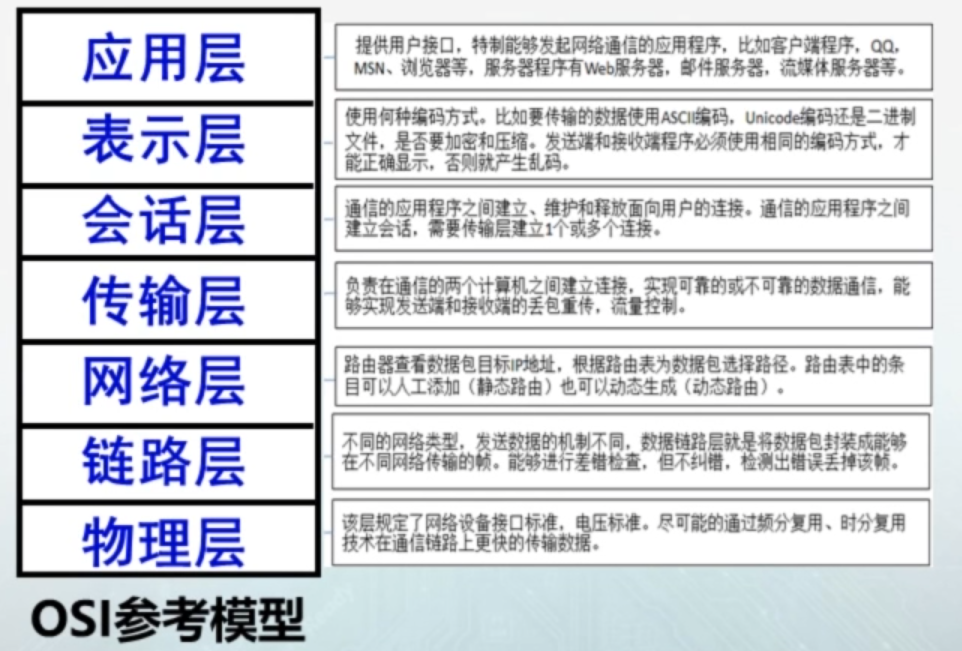 应用层
提供用户接口，特制能够发起网络通信的应用程序，比如客户端程序，QQ，
MSN、浏览器等，服务器程序有Web服务器，邮件服务器，流媒体服务器等。
表示层
使用何种编码方式。比如要传输的数据使用ASCII编码，Unicode编码还是二进制
文件，是否要加密和压缩。发送端和接收端程序必须使用相同的编码方式，才
能正确显示，否则就产生乱码。
会话层
通信的应用程序之间建立、维护和释放面向用户的连接。通信的应用程序之间
建立会话，需要传输层建立1个或多个连接。
传输层
负责在通信的两个计算机之间建立连接，实现可靠的或不可靠的数据通信，能
够实现发送端和接收端的丢包重传，流量控制。
网络层
路由器查看数据包目标IP地址，根据路由表为数据包选择路径。路由表中的条
目可以人工添加（静态路由）也可以动态生成（动态路由）。
链路层
不同的网络类型，发送数据的机制不同，数据链路层就是将数据包封装成能够
在不同网络传输的帧。能够进行差错检查，但不纠错，检测出错误丢掉该帧。
物理层
该层规定了网络设备接口标准，电压标准。尽可能的通过频分复用、时分复用
技术在通信链路上更快的传输数据。
OSI参考模型